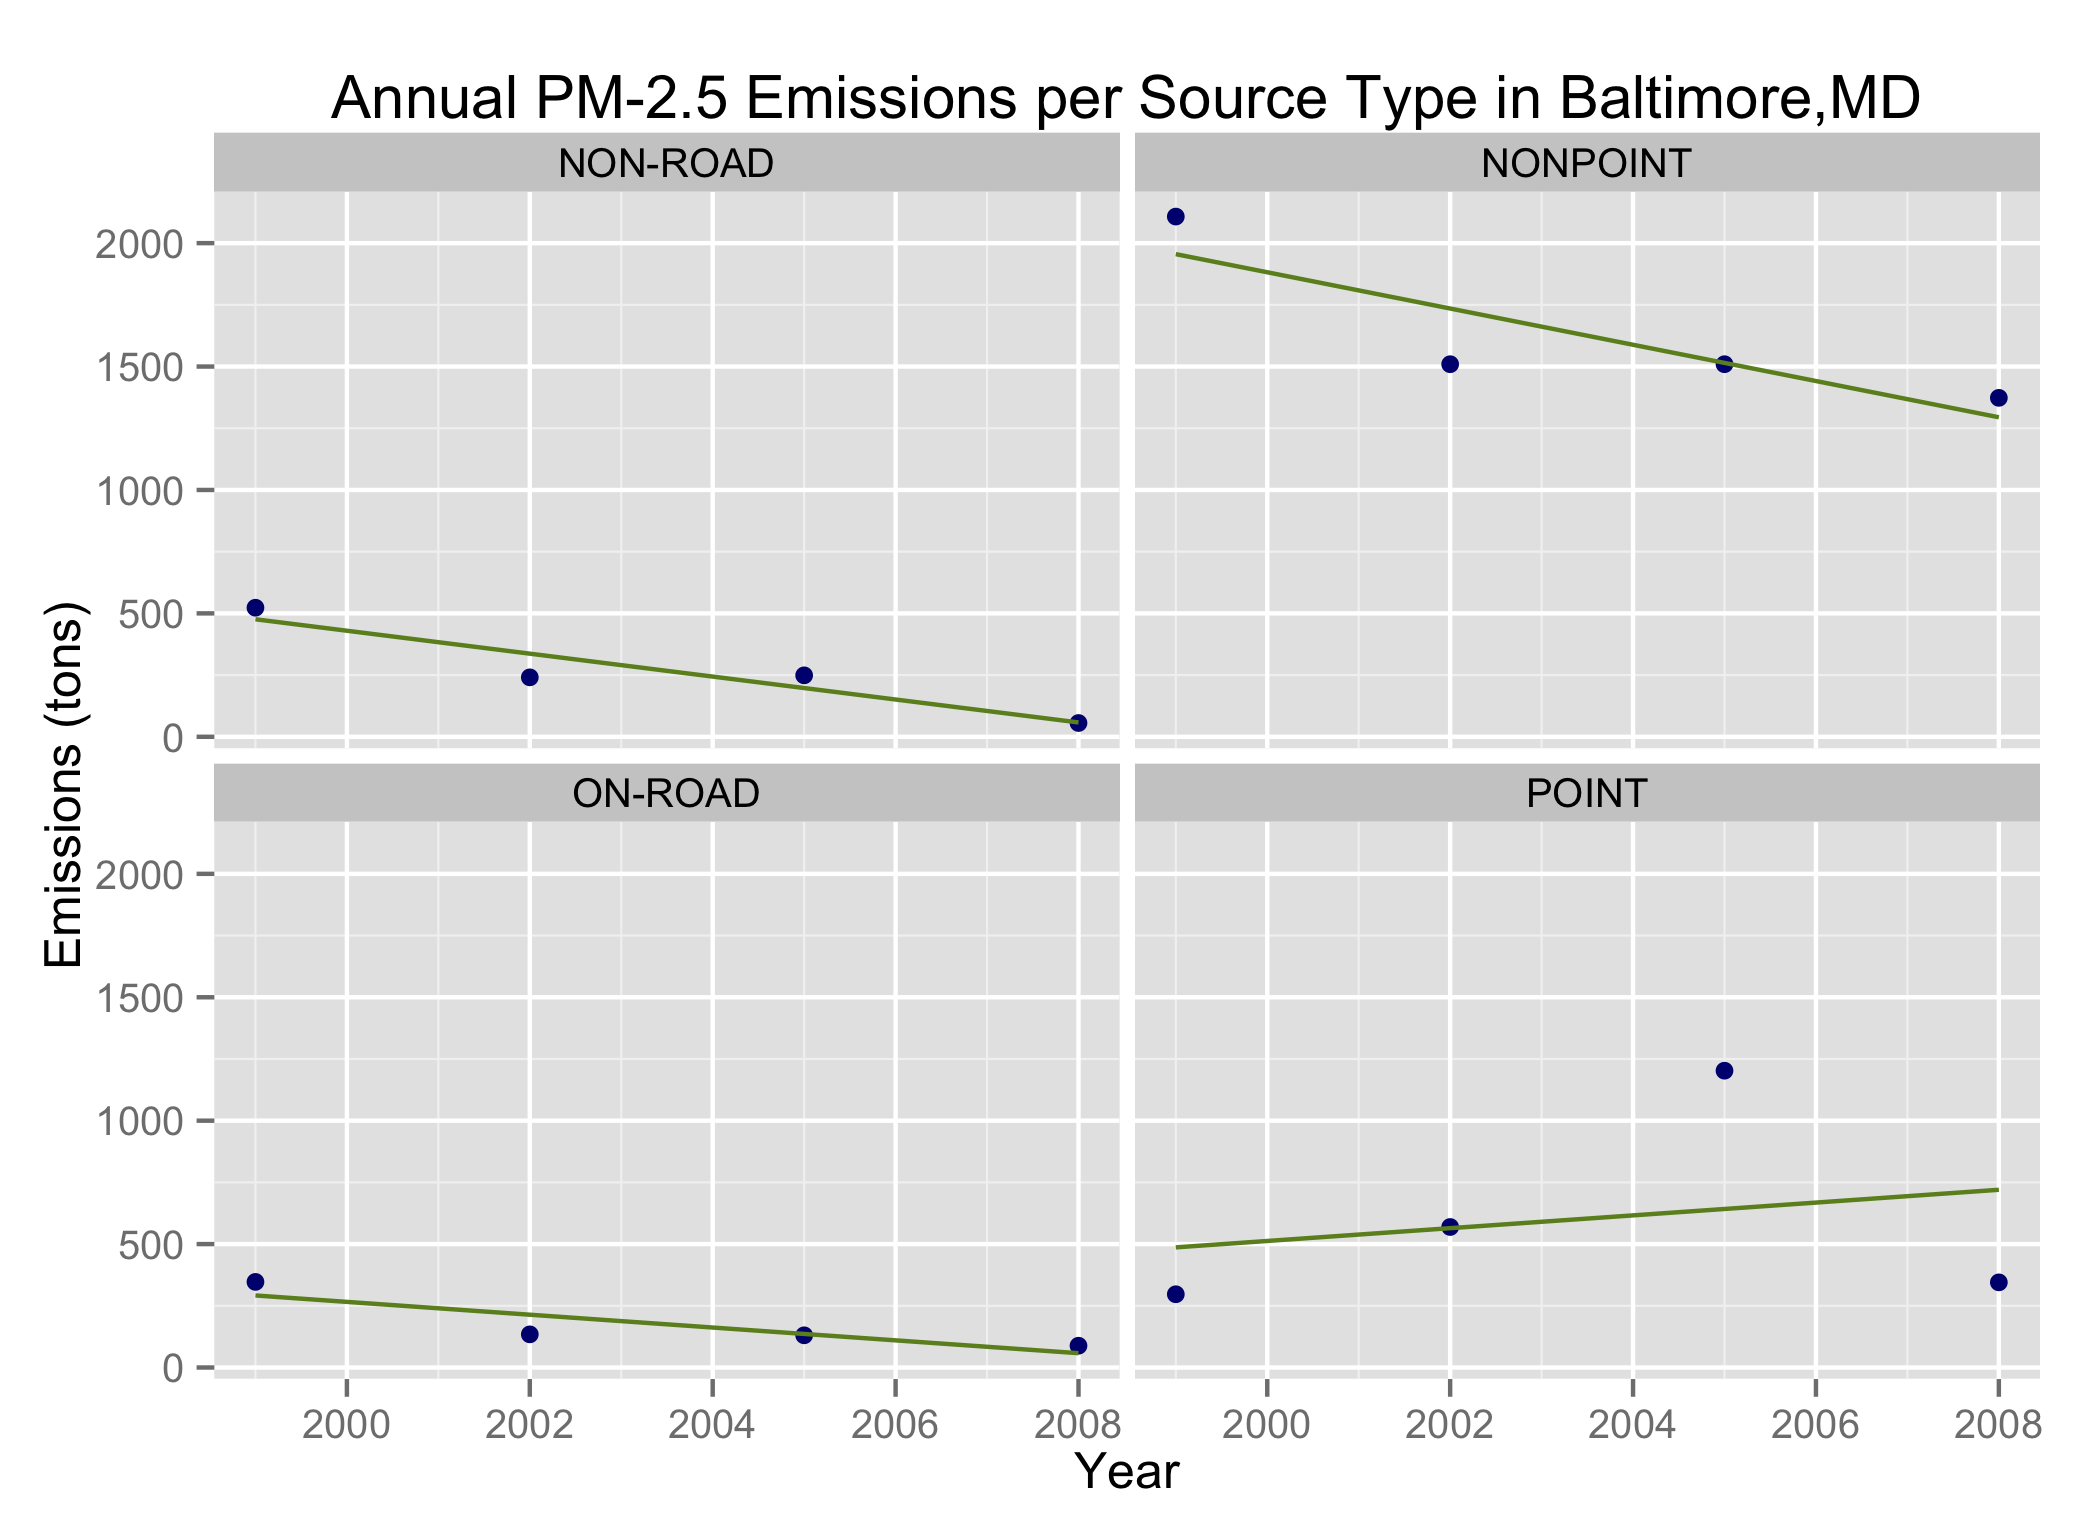 Annual PM-2.5 Emissions per Source Type in Baltimore,MD
NON-ROAD
NONPOINT
2000
1500
1000
500
0
Emissions (tons)
ON-ROAD
POINT
2000
1500
1000
500
0
2000 2002 2004 2006 2008 2000 2002 2004 2006 2008
Year